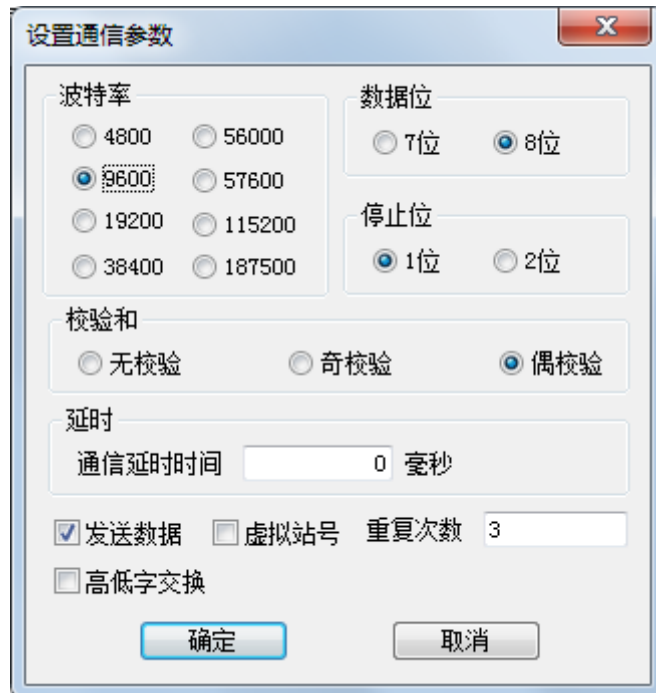 设置通信参数
波特率
4800 56000
9600 57600
19200 115200
38400 187500
数据位
7位 8位
停止位
1位 2位
校验和
无校验 奇校验 偶校验
延时
通信延时时间 0 毫秒
发送数据 虚拟站号 重复次数 3
高低字交换
确定 取消